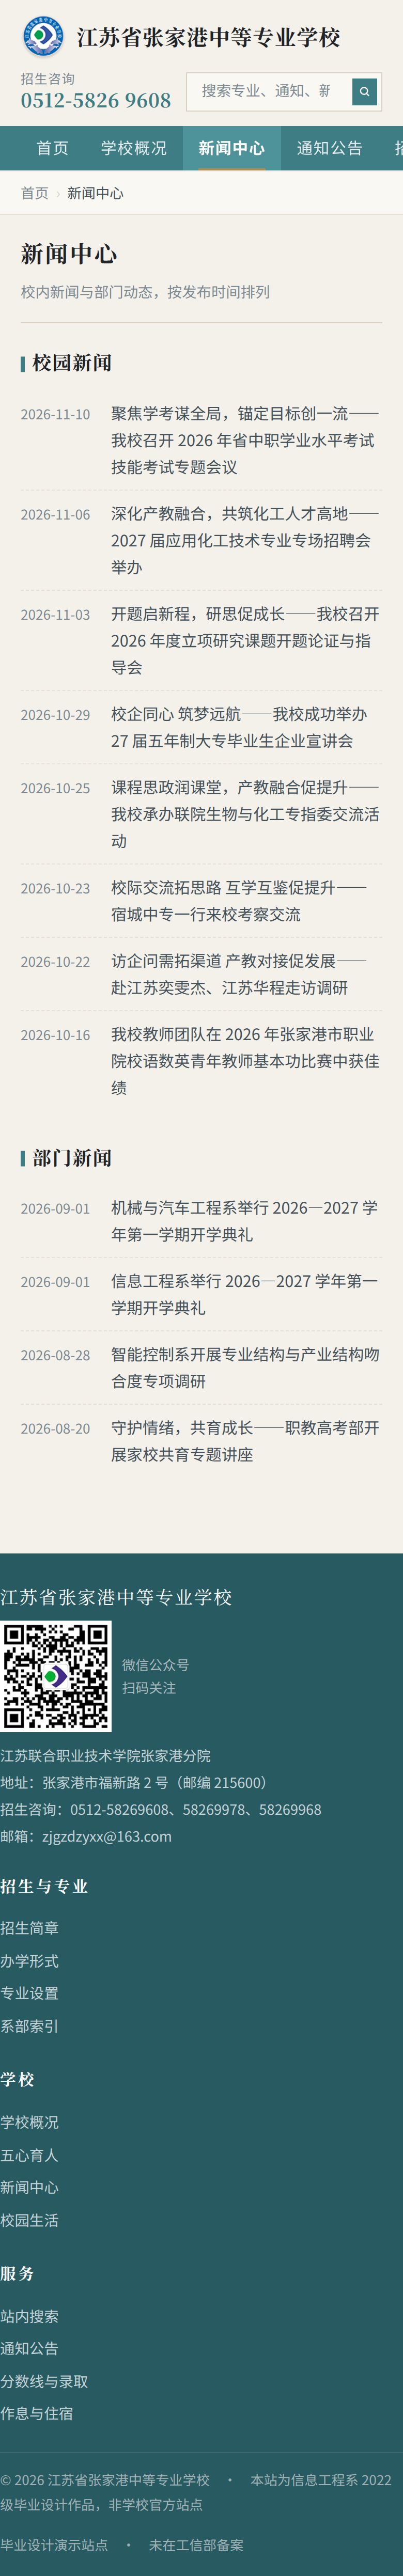 江苏省张家港中等专业学校
招生咨询
0512-5826 9608
搜索专业、通知、新
首页 学校概况 新闻中心 通知公告
首页 › 新闻中心
新闻中心
校内新闻与部门动态，按发布时间排列
校园新闻
2026-11-10 聚焦学考谋全局，锚定目标创一流——
我校召开 2026 年省中职学业水平考试
技能考试专题会议
2026-11-06 深化产教融合，共筑化工人才高地——
2027 届应用化工技术专业专场招聘会
举办
2026-11-03 开题启新程，研思促成长——我校召开
2026 年度立项研究课题开题论证与指
导会
2026-10-29 校企同心 筑梦远航——我校成功举办
27 届五年制大专毕业生企业宣讲会
2026-10-25 课程思政润课堂，产教融合促提升——
我校承办联院生物与化工专指委交流活
动
2026-10-23 校际交流拓思路 互学互鉴促提升——
宿城中专一行来校考察交流
2026-10-22 访企问需拓渠道 产教对接促发展——
赴江苏奕雯杰、江苏华程走访调研
2026-10-16 我校教师团队在 2026 年张家港市职业
院校语数英青年教师基本功比赛中获佳
绩
部门新闻
2026-09-01 机械与汽车工程系举行 2026—2027 学
年第一学期开学典礼
2026-09-01 信息工程系举行 2026—2027 学年第一
学期开学典礼
2026-08-28 智能控制系开展专业结构与产业结构吻
合度专项调研
2026-08-20 守护情绪，共育成长——职教高考部开
展家校共育专题讲座
江苏省张家港中等专业学校
微信公众号
扫码关注
江苏联合职业技术学院张家港分院
地址：张家港市福新路 2 号（邮编 215600）
招生咨询：0512-58269608、58269978、58269968
邮箱：zjgzdzyxx@163.com
招生与专业
招生简章
办学形式
专业设置
系部索引
学校
学校概况
五心育人
新闻中心
校园生活
服务
站内搜索
通知公告
分数线与录取
作息与住宿
© 2026 江苏省张家港中等专业学校 · 本站为信息工程系 2022
级毕业设计作品，非学校官方站点
毕业设计演示站点 · 未在工信部备案